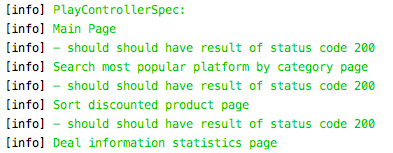 [info] PlayControllerSpec:
[info] Main Page
[info] – should should have result of status code 200
[info] Search most popular platform by category page
[info] – should should have result of status code 200
[info] Sort discounted product page
[info] – should should have result of status code 200
[info] Deal information statistics page